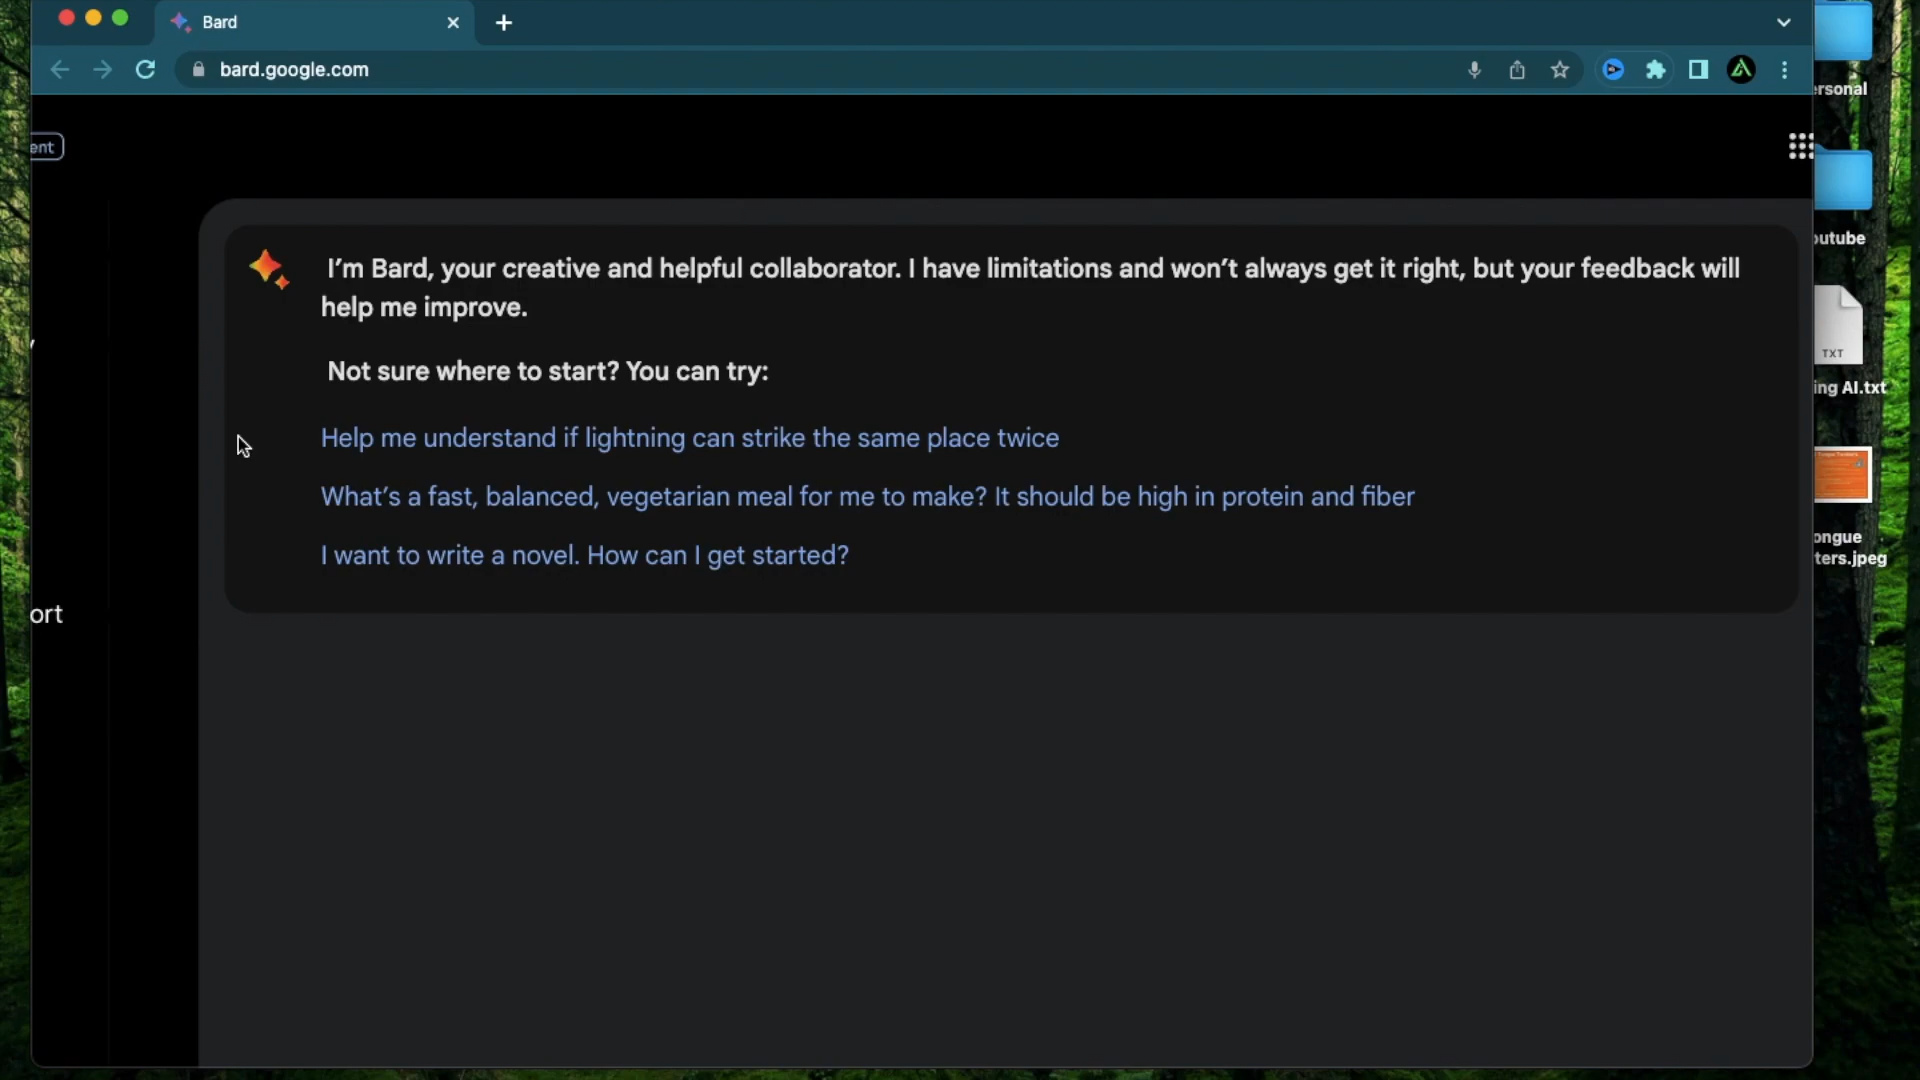 Bard
bard.google.com
ersonal
ent
outube
I'm Bard, your creative and helpful collaborator. I have limitations and won't always get it right, but your feedback will
help me improve.
Not sure where to start? You can try:
TXT
ing AI.txt
Help me understand if lightning can strike the same place twice
What's a fast, balanced, vegetarian meal for me to make? It should be high in protein and fiber
I want to write a novel. How can I get started?
ongue
ters.jpeg
ort